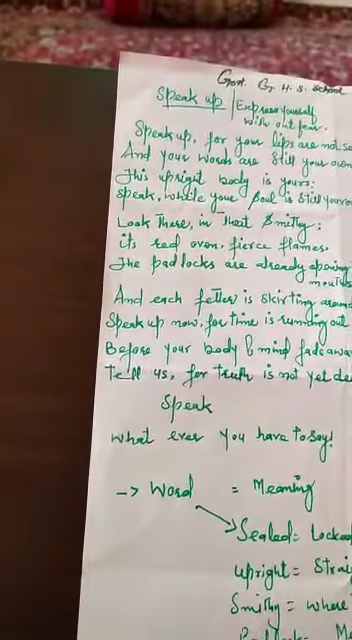 Govt. G. H. S. School
Speak up / Express yourself
with out fear.
Speak up, for your lips are not se
And your words are still your own
This upright body is yours:
Speak, while your soul is still your o
Look There, in That Smithy:
its red oven, fierce flames.
The padlocks are already opening
mouths
And each fetter is skirting around
Speak up now, for time is running out
Before your body & mind fade away
Tell us, for truth is not yet de
Speak
What ever you have to say!
-> Word = Meaning
Sealed = Locked
upright = Strai
Smithy = where